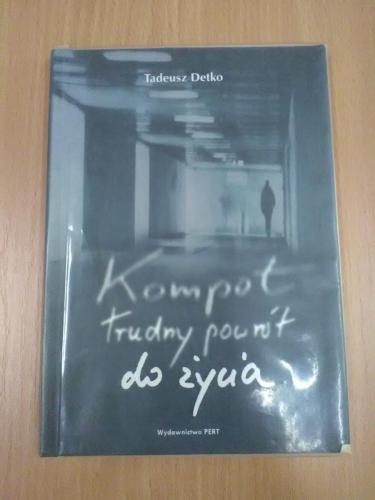 Tadeusz Detko
Kompot
trudny powrót
do życia
Wydawnictwo PERT